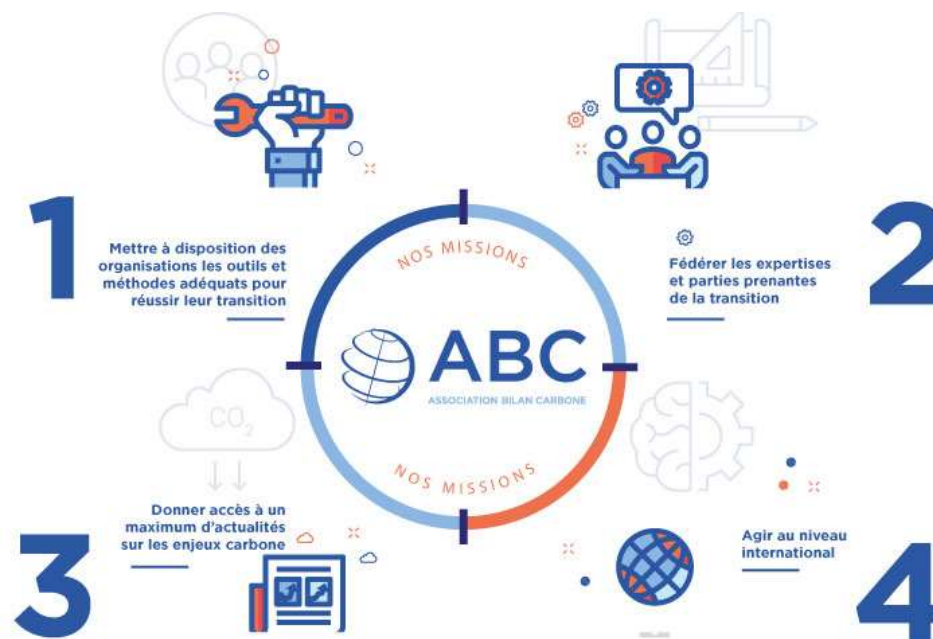 1
Mettre à disposition des
organisations les outils et
méthodes adéquats pour
réussir leur transition
2
Fédérer les expertises
et parties prenantes
de la transition
NOS MISSIONS
ABC
ASSOCIATION BILAN CARBONE
NOS MISSIONS
CO₂
3
Donner accès à un
maximum d'actualités
sur les enjeux carbone
4
Agir au niveau
international